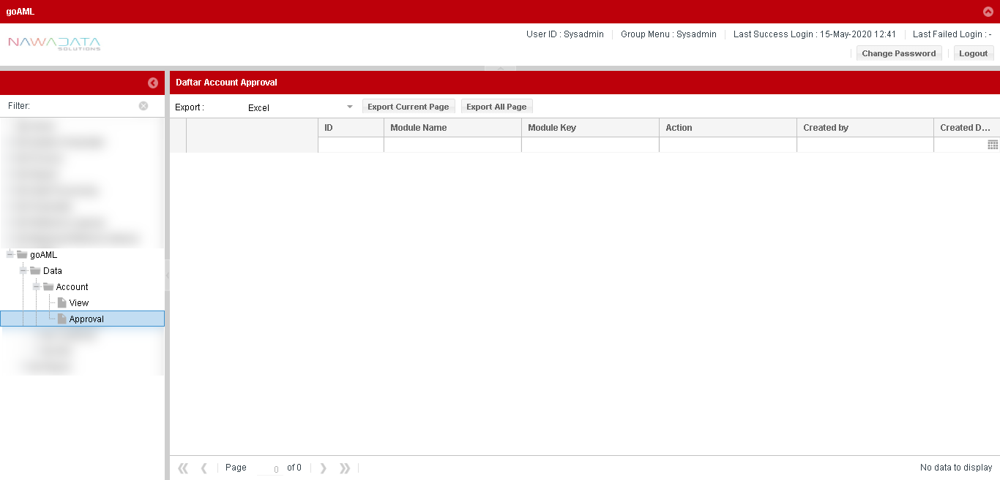 goAML
NAWADATA
SOLUTIONS
User ID : Sysadmin
Group Menu : Sysadmin
Last Success Login : 15-May-2020 12:41
Last Failed Login : -
Change Password
Logout
Daftar Account Approval
Filter:
Export :
Excel
Export Current Page
Export All Page
ID
Module Name
Module Key
Action
Created by
Created D...
goAML
Data
Account
View
Approval
Page
0
of 0
No data to display